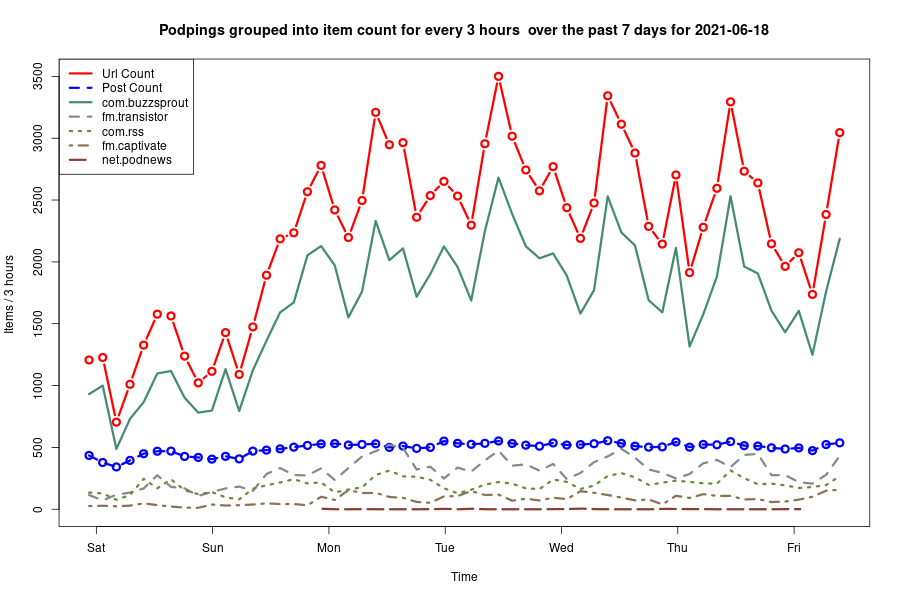 Podpings grouped into item count for every 3 hours  over the past 7 days for 2021-06-18
Url Count
Post Count
com.buzzsprout
fm.transistor
com.rss
fm.captivate
net.podnews
Items / 3 hours
3500
3000
2500
2000
1500
1000
500
0
Sat Sun Mon Tue Wed Thu Fri
Time